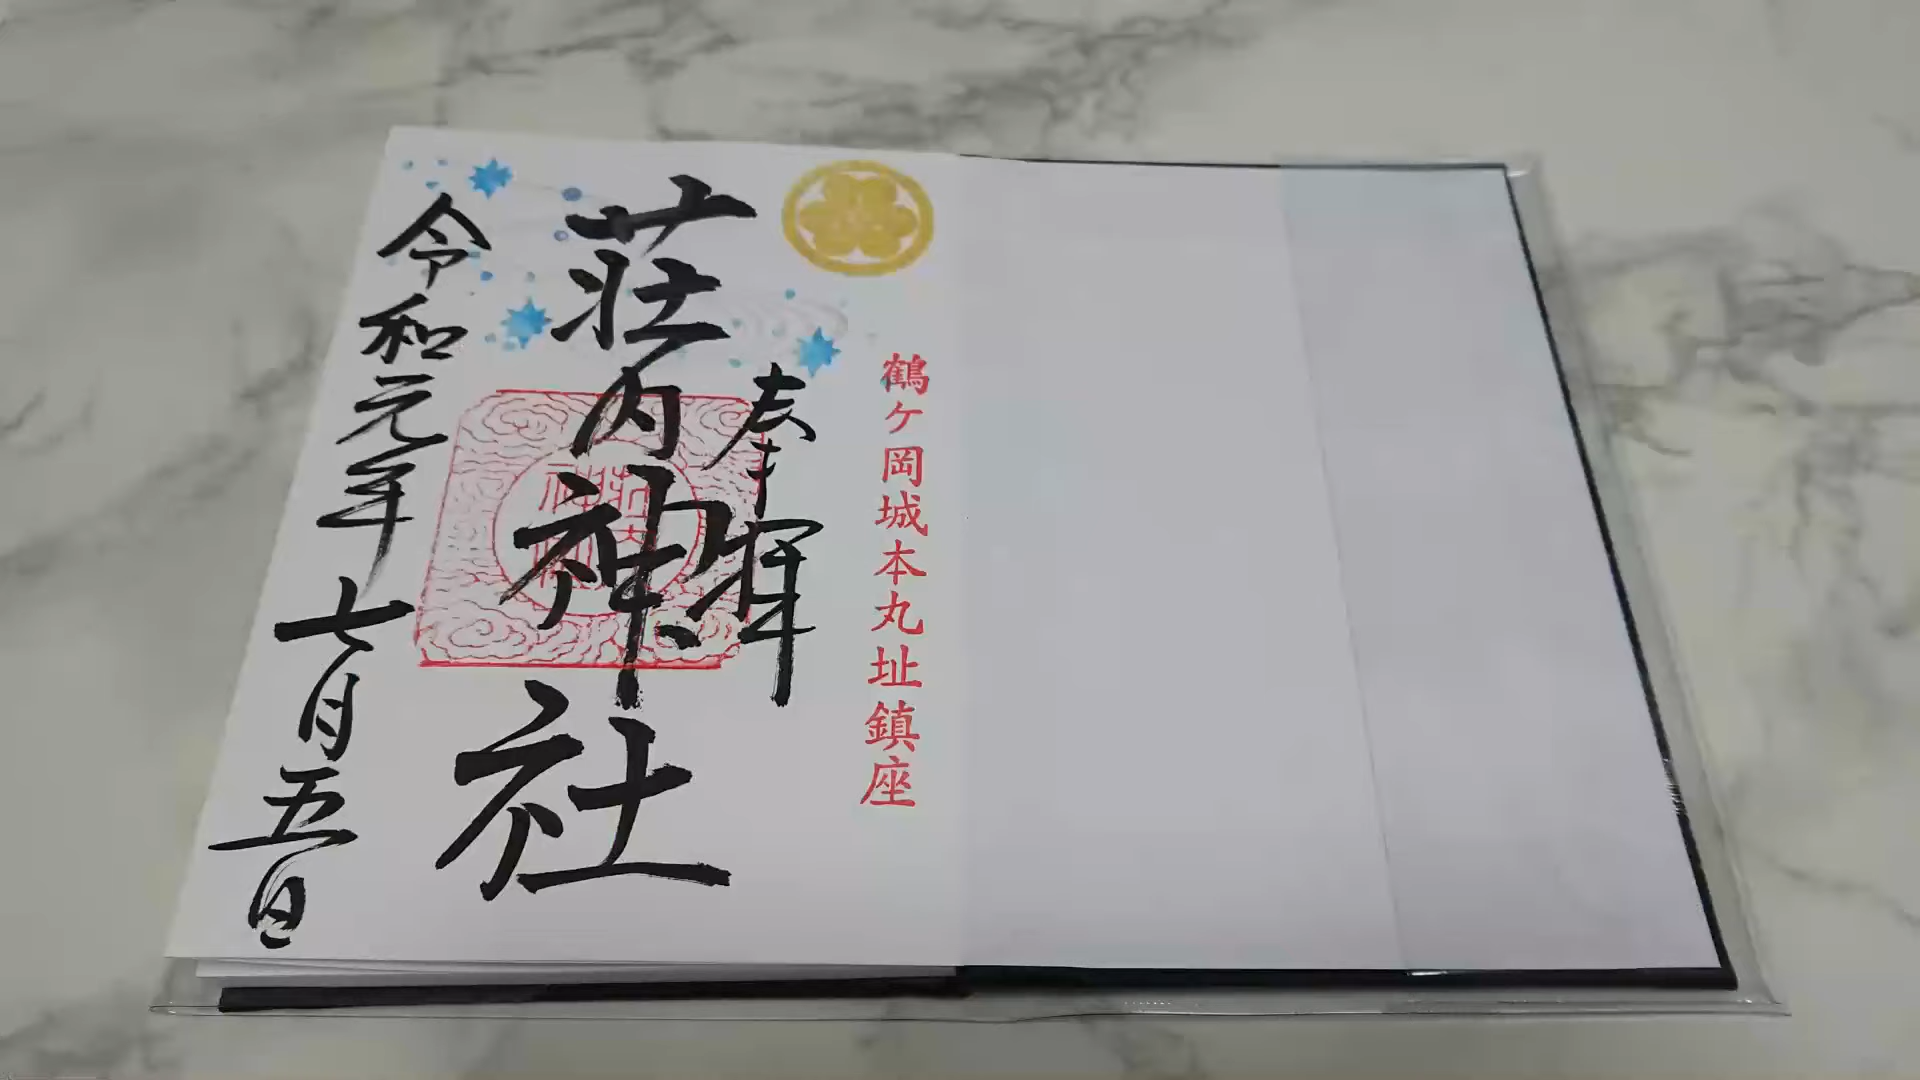 鶴ヶ岡城本丸址鎮座
奉拝
荘内神社
令和元年七月五日